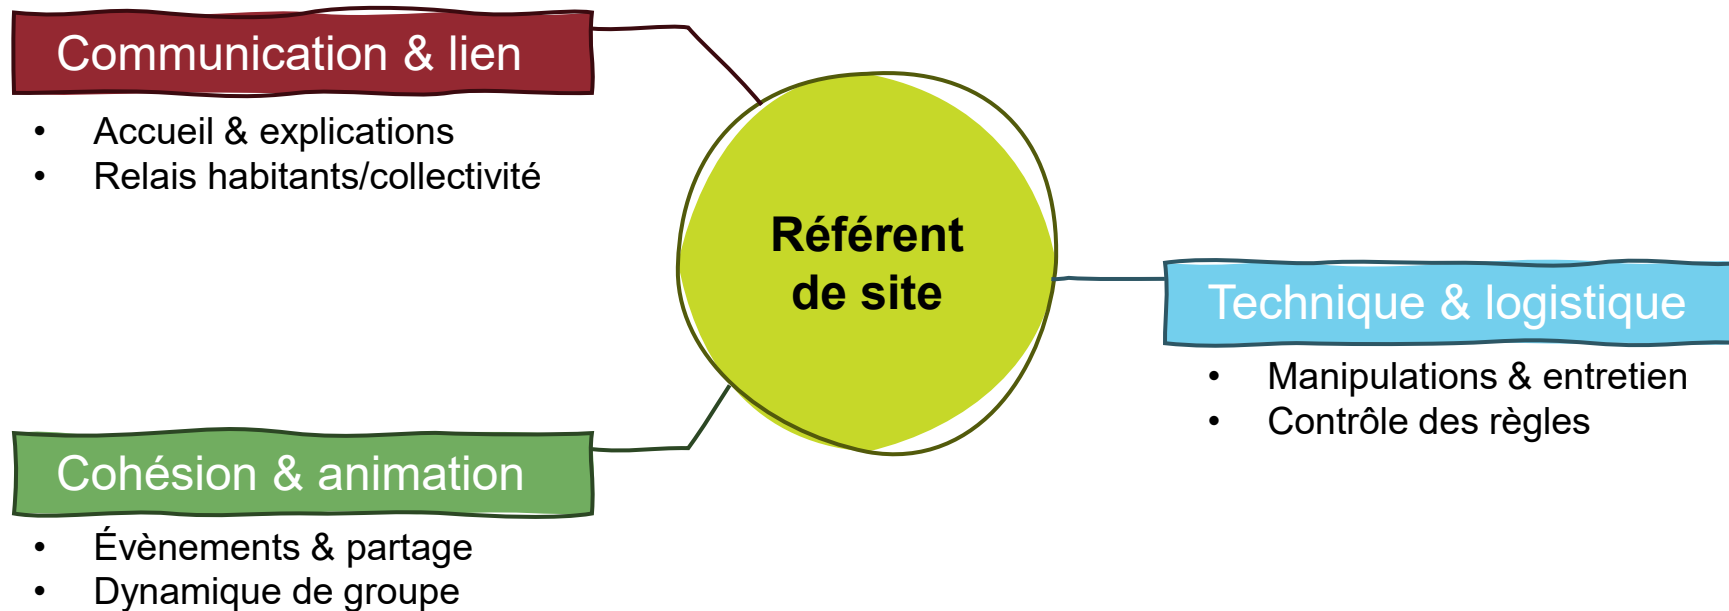 Communication & lien
• Accueil & explications
• Relais habitants/collectivité
Référent
de site
Technique & logistique
• Manipulations & entretien
• Contrôle des règles
Cohésion & animation
• Évènements & partage
• Dynamique de groupe